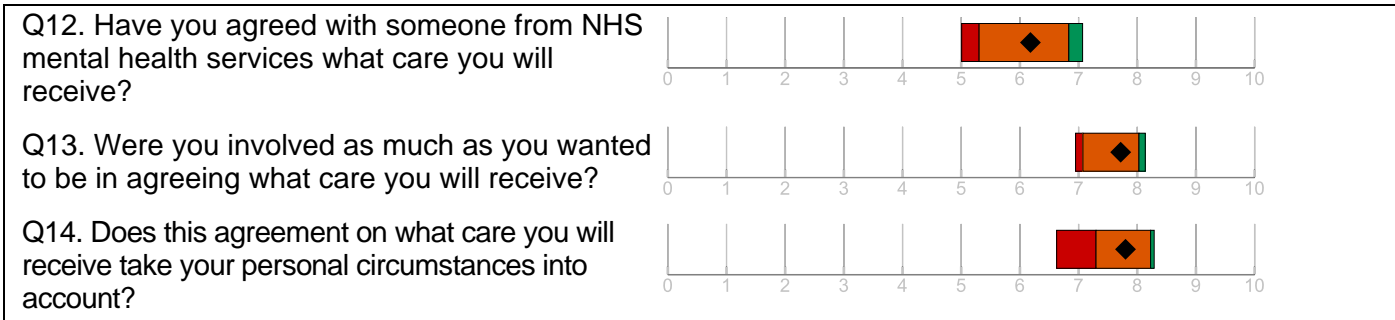 Q12. Have you agreed with someone from NHS
mental health services what care you will
receive?
0 1 2 3 4 5 6 7 8 9 10
Q13. Were you involved as much as you wanted
to be in agreeing what care you will receive?
0 1 2 3 4 5 6 7 8 9 10
Q14. Does this agreement on what care you will
receive take your personal circumstances into
account?
0 1 2 3 4 5 6 7 8 9 10